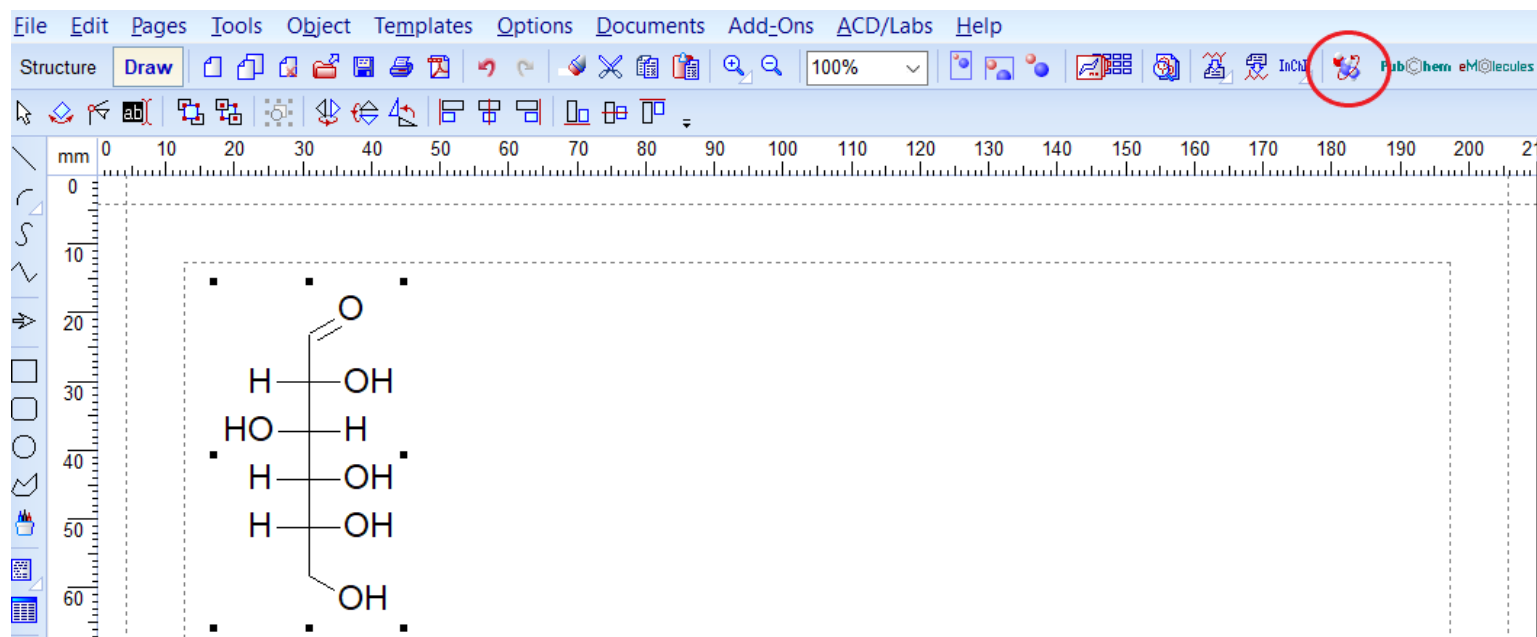 File Edit Pages Tools Object Templates Options Documents Add-Ons ACD/Labs Help
Structure Draw 100% InChI PubChem eMolecules
ab
mm 0 10 20 30 40 50 60 70 80 90 100 110 120 130 140 150 160 170 180 190 200 21
0
10
20
30
40
50
60
O
H OH
HO H
H OH
H OH
OH